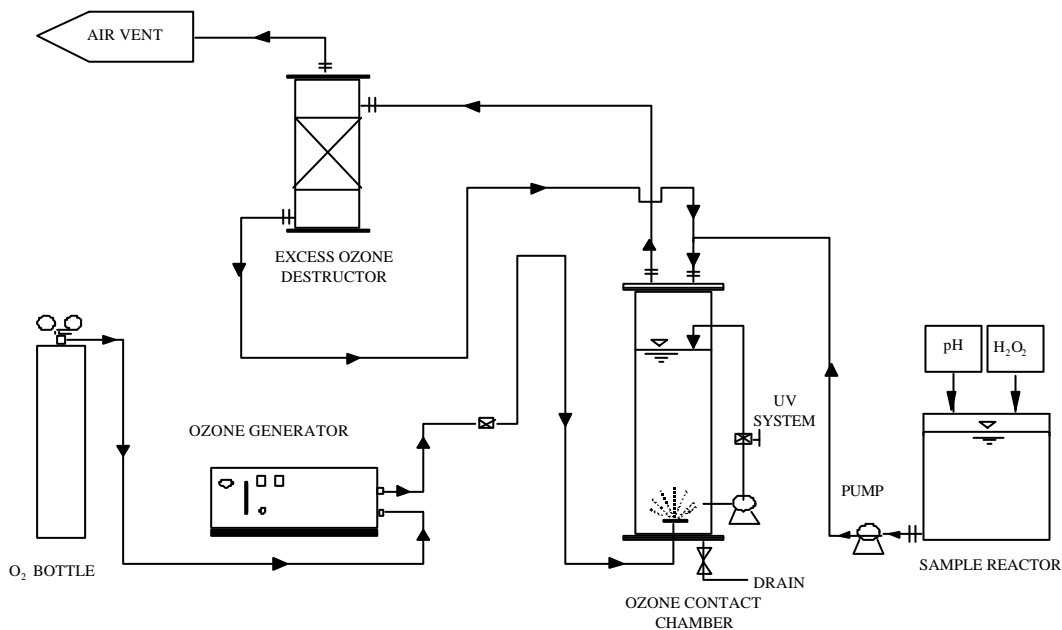 AIR VENT
EXCESS OZONE
DESTRUCTOR
pH
H₂O₂
UV
SYSTEM
OZONE GENERATOR
PUMP
O₂ BOTTLE
SAMPLE REACTOR
DRAIN
OZONE CONTACT
CHAMBER